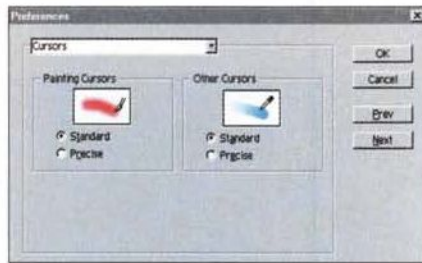 Preferences
Cursors
OK
Cancel
Prev
Next
Painting Cursors
Standard
Precise
Other Cursors
Standard
Precise